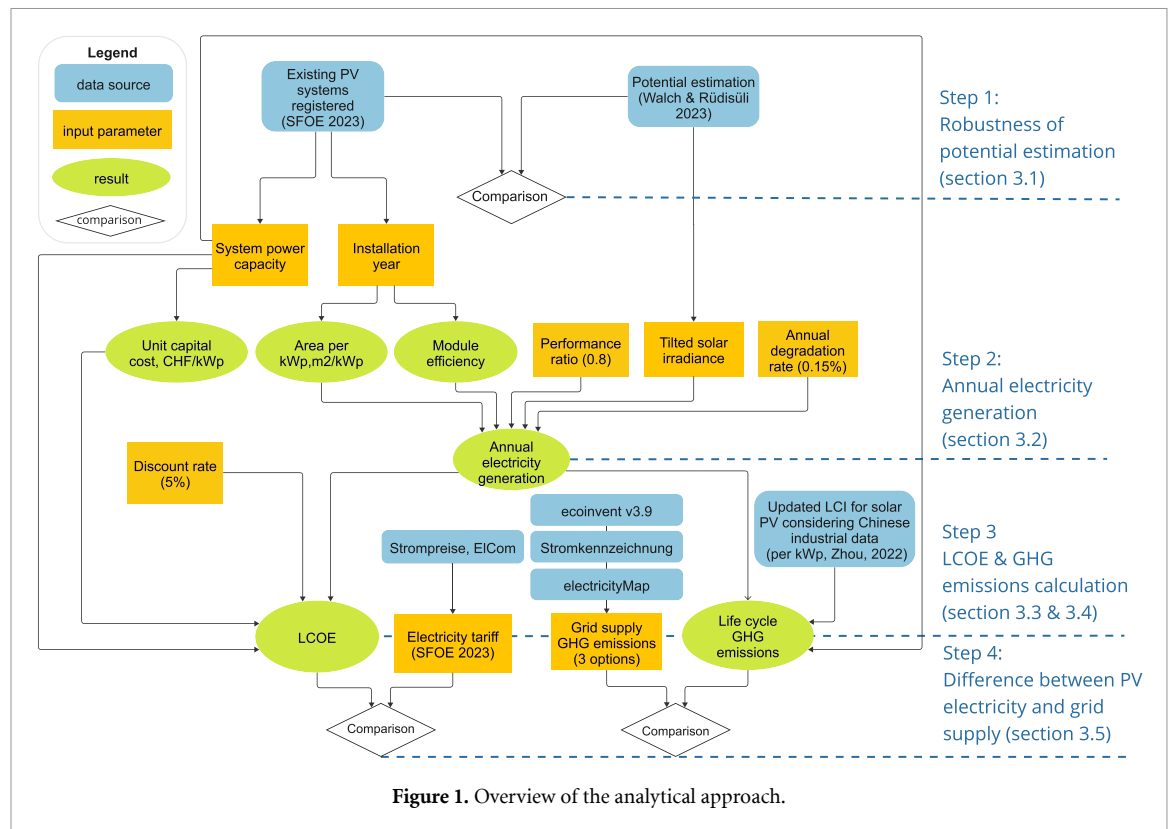 Legend
data source
input parameter
result
comparison
Existing PV
systems
registered
(SFOE 2023)
Potential estimation
(Walch & Rüdisüli
2023)
Comparison
Step 1:
Robustness of
potential estimation
(section 3.1)
System power
capacity
Installation
year
Unit capital
cost, CHF/kWp
Area per
kWp,m2/kWp
Module
efficiency
Performance
ratio (0.8)
Tilted solar
irradiance
Annual
degradation
rate (0.15%)
Step 2:
Annual electricity
generation
(section 3.2)
Annual
electricity
generation
Discount rate
(5%)
Strompreise, ElCom
ecoinvent v3.9
Stromkennzeichnung
electricityMap
Updated LCI for solar
PV considering Chinese
industrial data
(per kWp, Zhou, 2022)
Step 3
LCOE & GHG
emissions calculation
(section 3.3 & 3.4)
LCOE
Electricity tariff
(SFOE 2023)
Grid supply
GHG emissions
(3 options)
Life cycle
GHG
emissions
Step 4:
Difference between PV
electricity and grid
supply (section 3.5)
Comparison
Comparison
Figure 1. Overview of the analytical approach.